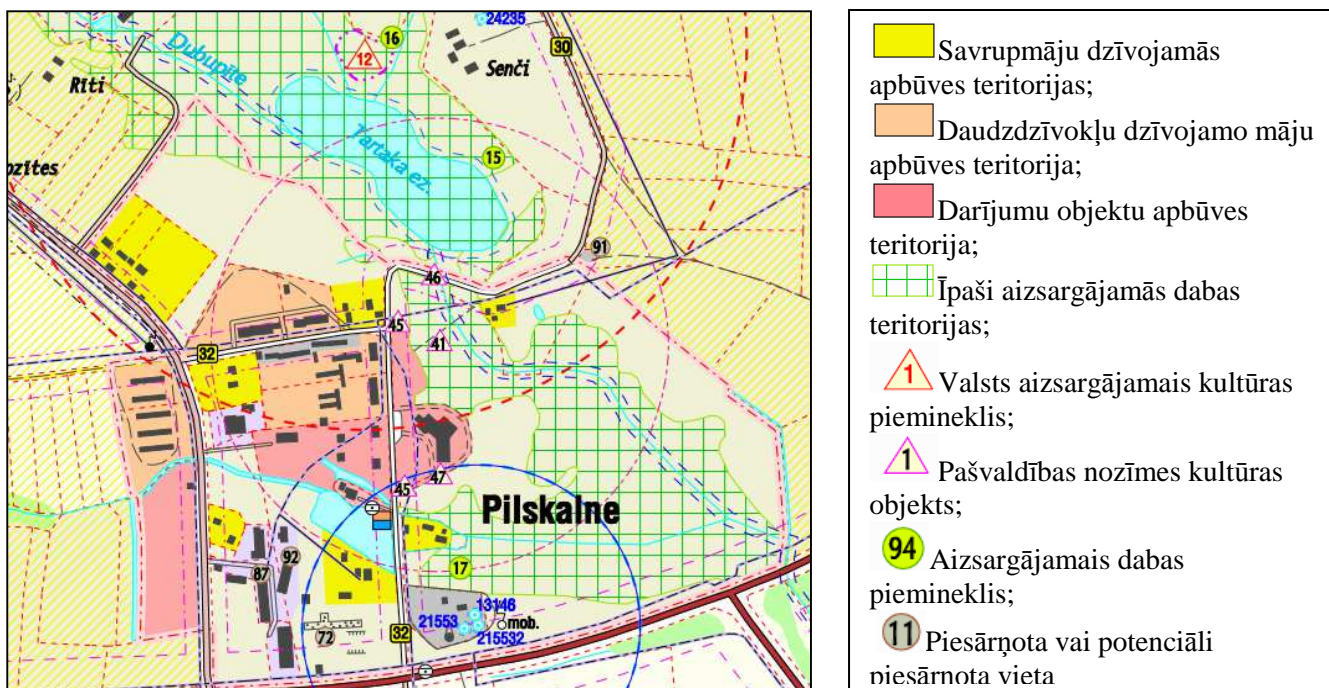 24235
16
12
30
Dubupīte
Senči
Rīti
Tartaka ez.
15
91
46
45
41
32
47
45
Pilskalne
92
87
17
13146
21553
mob.
215532
72
32
Savrupmāju dzīvojamās
apbūves teritorijas;
Daudzdzīvokļu dzīvojamo māju
apbūves teritorija;
Darījumu objektu apbūves
teritorija;
Īpaši aizsargājamās dabas
teritorijas;
1 Valsts aizsargājamais kultūras
piemineklis;
1 Pašvaldības nozīmes kultūras
objekts;
94 Aizsargājamais dabas
piemineklis;
11 Piesārņota vai potenciāli
piesārņota vieta